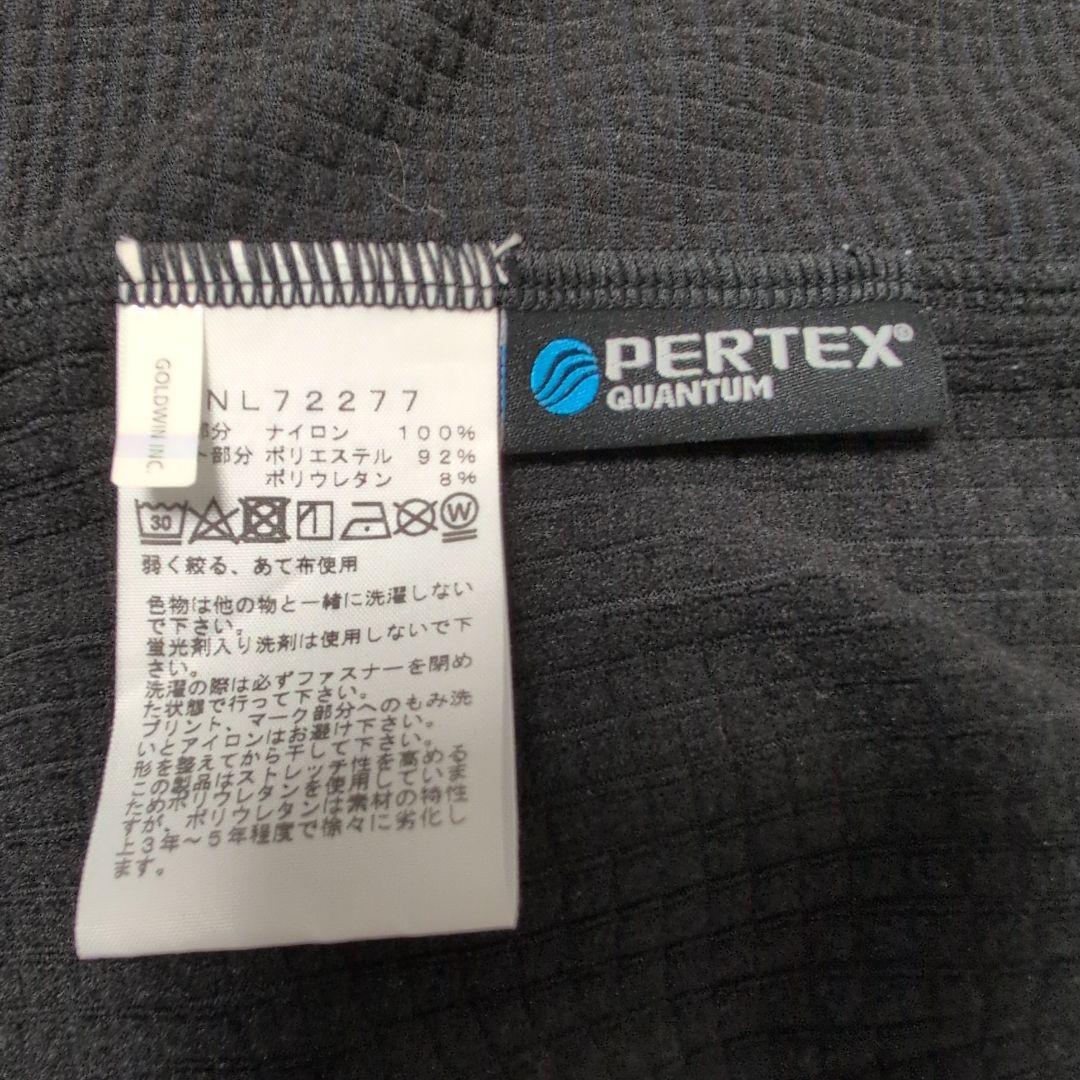 GOLDWIN INC.
NL72277
部分 ナイロン 100%
ト部分 ポリエステル 92%
ポリウレタン 8%
30
W
弱く絞る、あて布使用
色物は他の物と一緒に洗濯しない
で下さい。
蛍光剤入り洗剤は使用しないで下
さい。
洗濯の際は必ずファスナーを閉め
た状態で行って下さい。
プリント、マーク部分へのもみ洗
いとアイロンはお避け下さい。
形を整えてから干して下さい。
この製品はストレッチ性を高める
ためポリウレタンを使用していま
すが、ポリウレタンは素材の特性
上3年～5年程度で徐々に劣化し
ます。
PERTEX®
QUANTUM